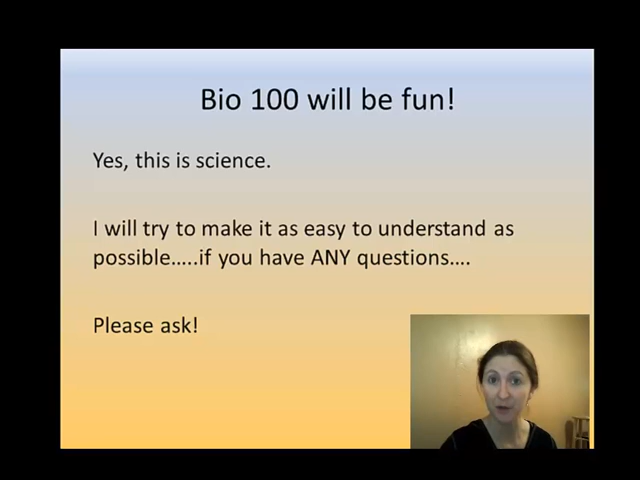 Bio 100 will be fun!
Yes, this is science.
I will try to make it as easy to understand as
possible…..if you have ANY questions….
Please ask!